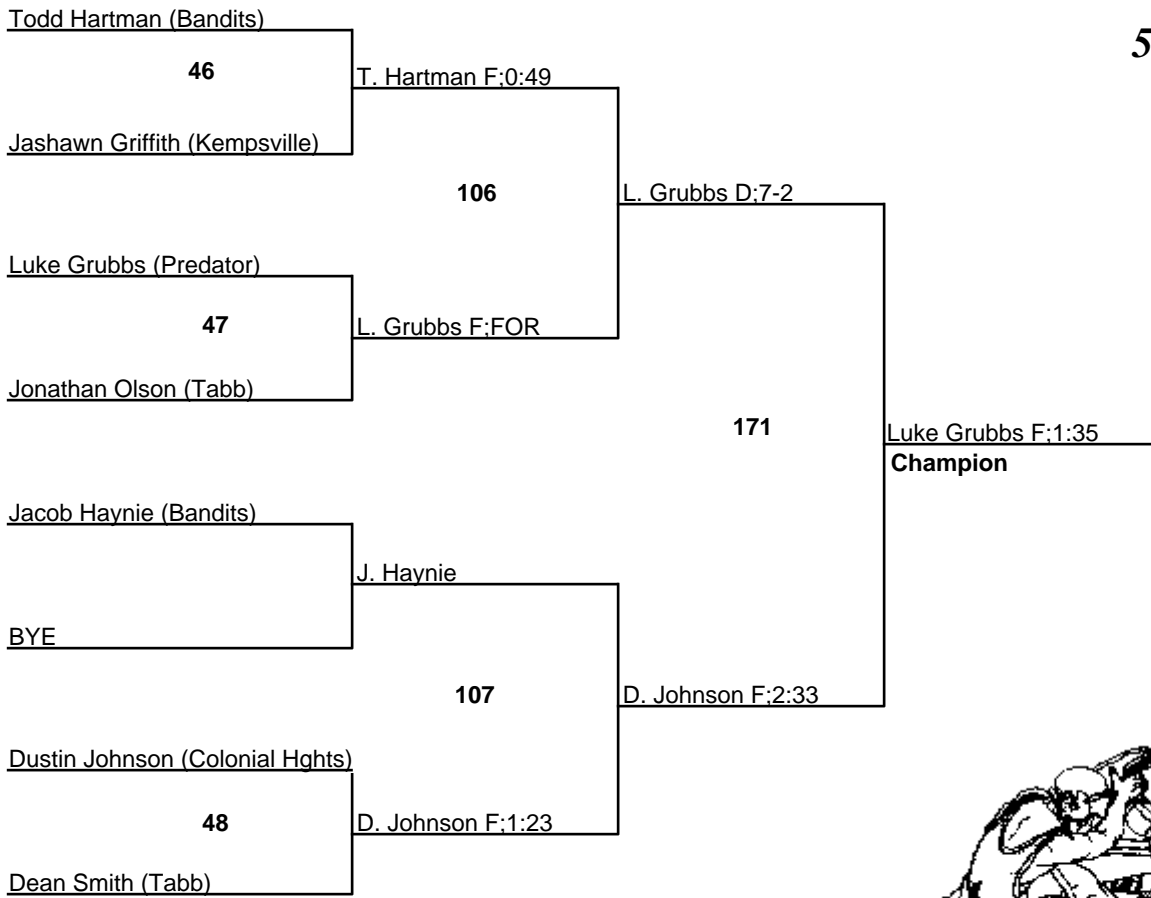 Todd Hartman (Bandits)
5
46
T. Hartman F;0:49
Jashawn Griffith (Kempsville)
106
L. Grubbs D;7-2
Luke Grubbs (Predator)
47
L. Grubbs F;FOR
Jonathan Olson (Tabb)
171
Luke Grubbs F;1:35
Champion
Jacob Haynie (Bandits)
J. Haynie
BYE
107
D. Johnson F;2:33
Dustin Johnson (Colonial Hghts)
48
D. Johnson F;1:23
Dean Smith (Tabb)